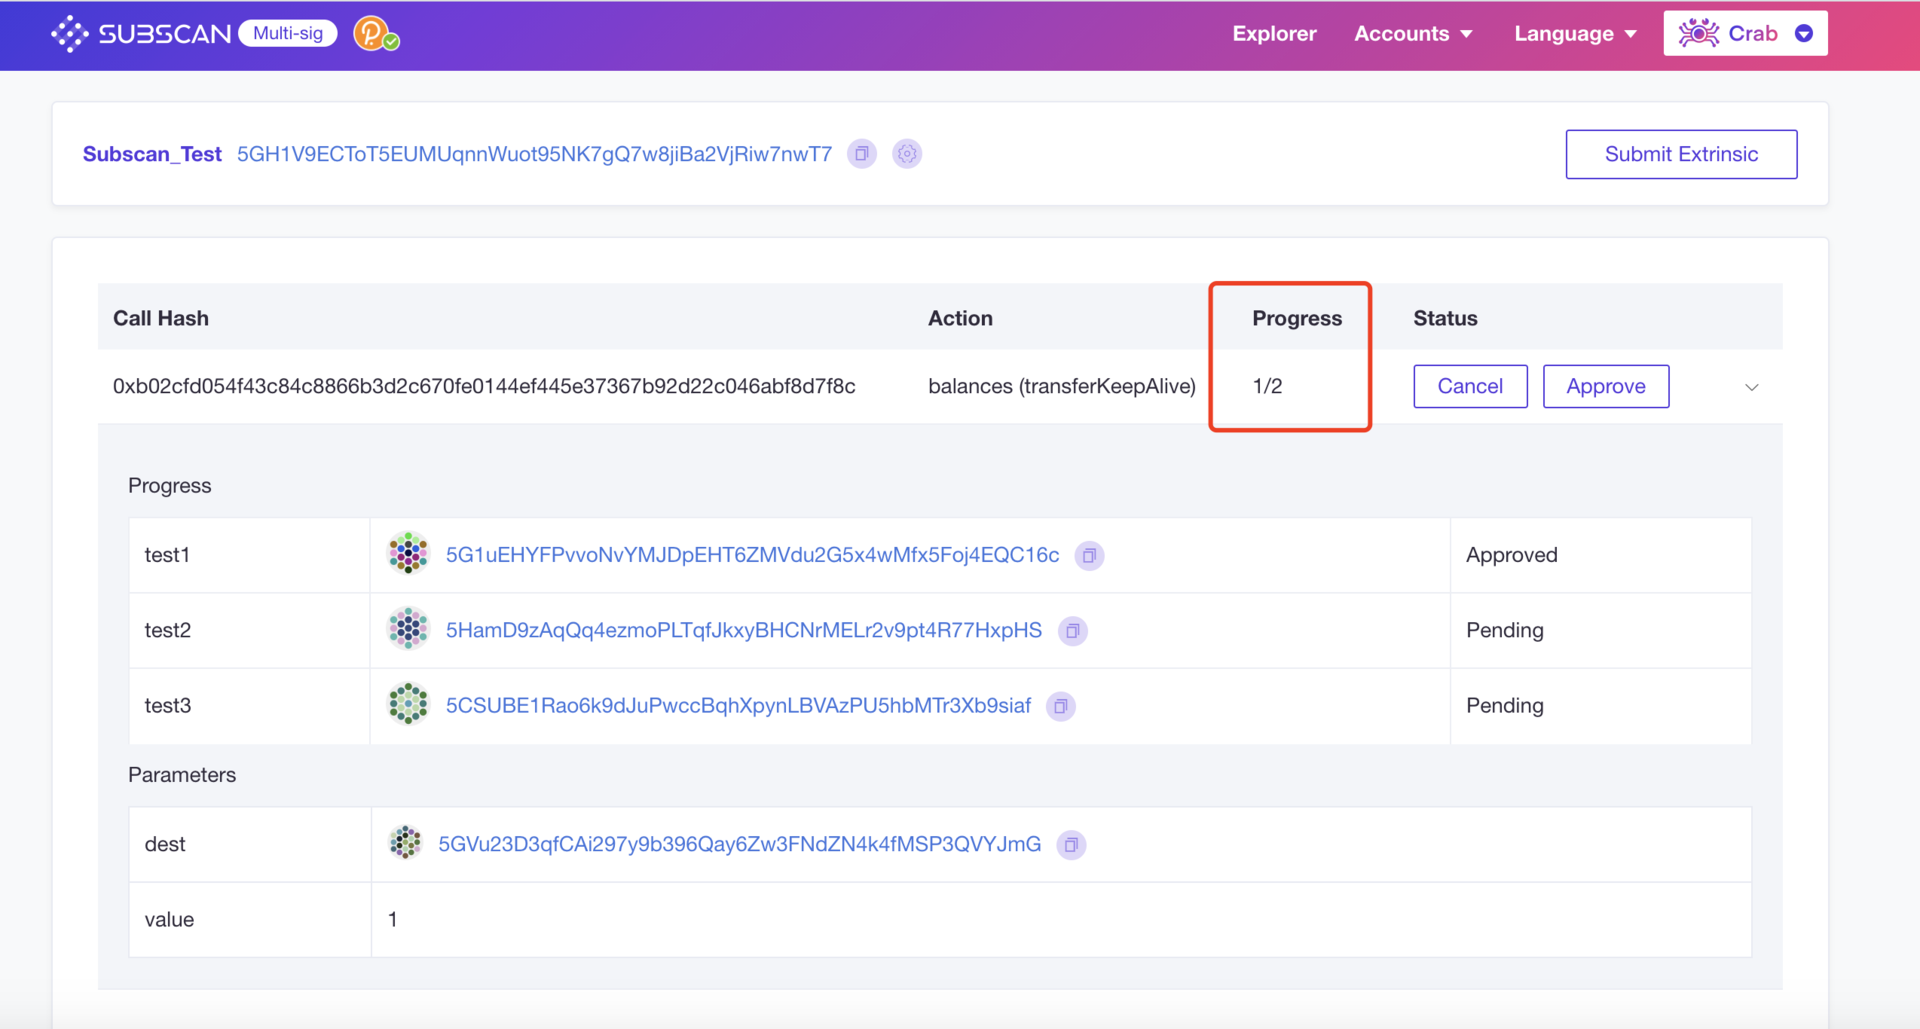 SUBSCAN Multi-sig Explorer Accounts Language Crab
Subscan_Test 5GH1V9ECToT5EUMUqnnWuot95NK7gQ7w8jiBa2VjRiw7nwT7 Submit Extrinsic
Call Hash Action Progress Status
0xb02cfd054f43c84c8866b3d2c670fe0144ef445e37367b92d22c046abf8d7f8c balances (transferKeepAlive) 1/2 Cancel Approve
Progress
test1 5G1uEHYFPvvoNvYMJDpEHT6ZMVdu2G5x4wMfx5Foj4EQC16c Approved
test2 5HamD9zAqQq4ezmoPLTqfJkxyBHCNrMELr2v9pt4R77HxpHS Pending
test3 5CSUBE1Rao6k9dJuPwccBqhXpynLBVAzPU5hbMTr3Xb9siaf Pending
Parameters
dest 5GVu23D3qfCAi297y9b396Qay6Zw3FNdZN4k4fMSP3QVYJmG
value 1